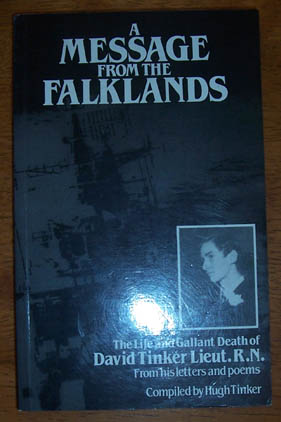 A
MESSAGE
FROM THE
FALKLANDS
The Life and Gallant Death of
David Tinker Lieut. R.N.
From his letters and poems
Compiled by Hugh Tinker